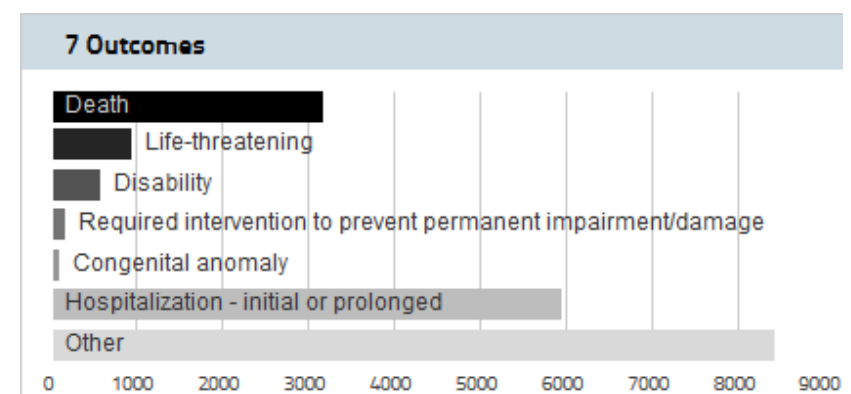 7 Outcomes
Death
Life-threatening
Disability
Required intervention to prevent permanent impairment/damage
Congenital anomaly
Hospitalization - initial or prolonged
Other
0 1000 2000 3000 4000 5000 6000 7000 8000 9000